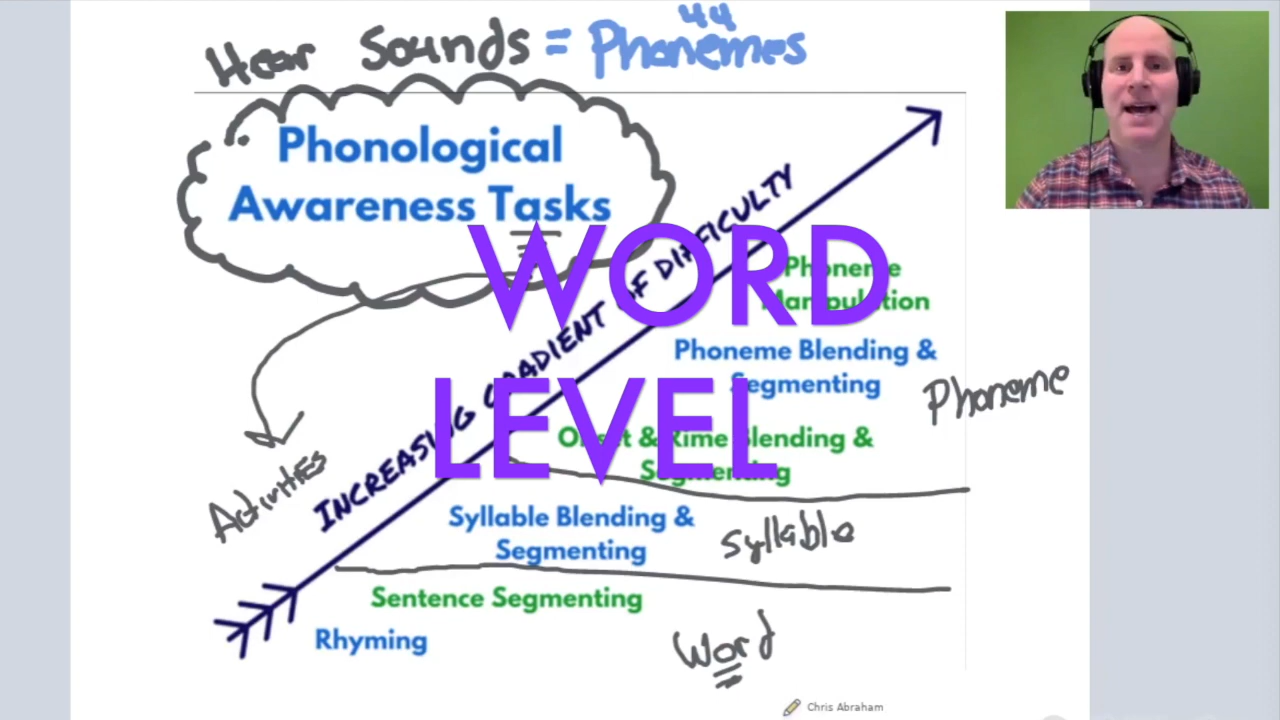 44
Hear Sounds = Phonemes
Phonological
Awareness Tasks
INCREASING GRADIENT OF DIFFICULTY
WORD
LEVEL
Phoneme
Manipulation
Phoneme Blending &
Segmenting
Phoneme
Onset & Rime Blending &
Segmenting
Activities
Syllable Blending &
Segmenting
Syllable
Sentence Segmenting
Rhyming
Word
Chris Abraham